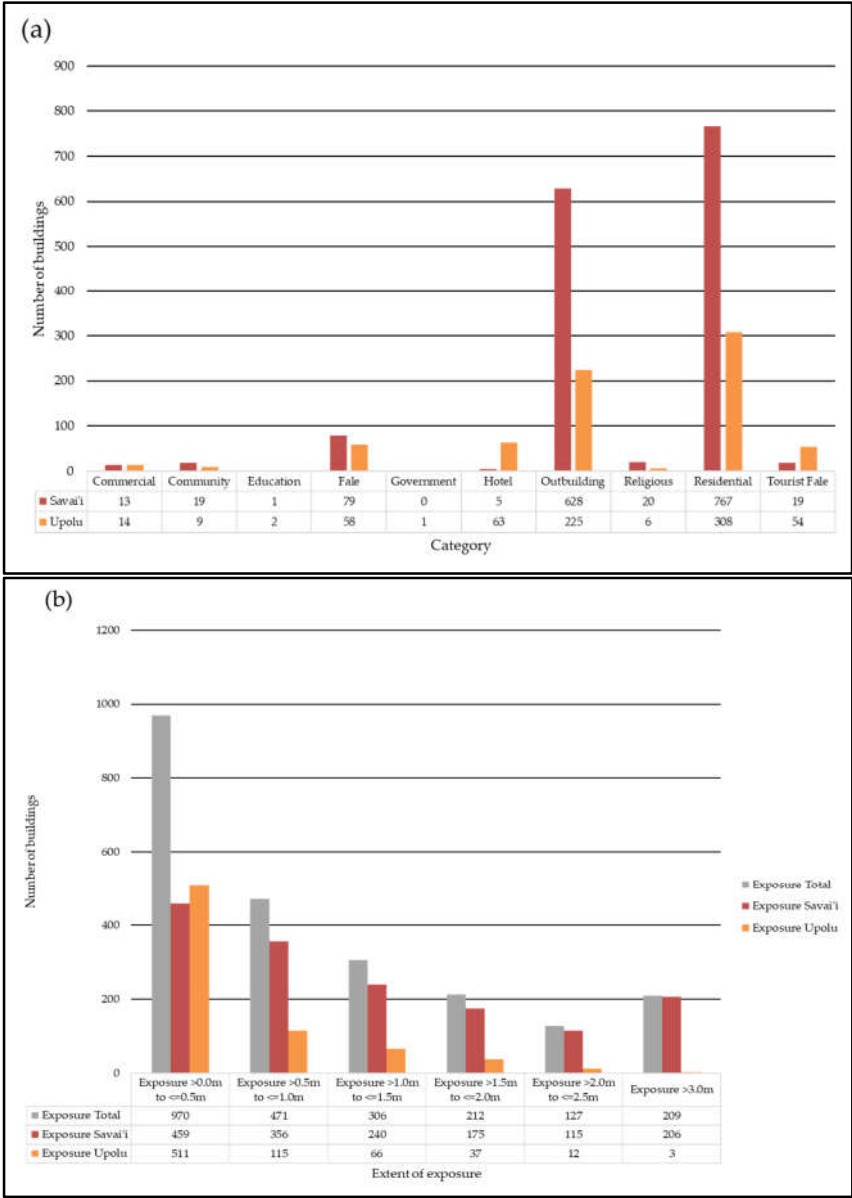 (a)
900
800
700
600
500
400
300
200
100
0
Number of buildings
Commercial Community Education Fale Government Hotel Outbuilding Religious Residential Tourist Fale
Savai'i 13 19 1 79 0 5 628 20 767 19
Upolu 14 9 2 58 1 63 225 6 308 54
Category
(b)
1200
1000
800
600
400
200
0
Number of buildings
Exposure Total
Exposure Savai'i
Exposure Upolu
Exposure >0.0m Exposure >0.5m Exposure >1.0m Exposure >1.5m Exposure >2.0m Exposure >3.0m
to <=0.5m to <=1.0m to <=1.5m to <=2.0m to <=2.5m
Exposure Total 970 471 306 212 127 209
Exposure Savai'i 459 356 240 175 115 206
Exposure Upolu 511 115 66 37 12 3
Extent of exposure